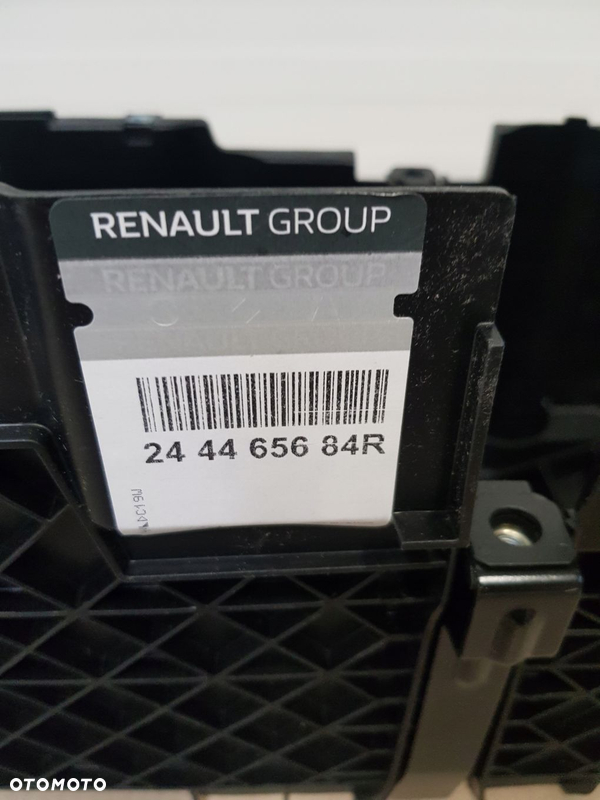 RENAULT GROUP
RENAULT GROUP
24 44 656 84R
OTOMOTO